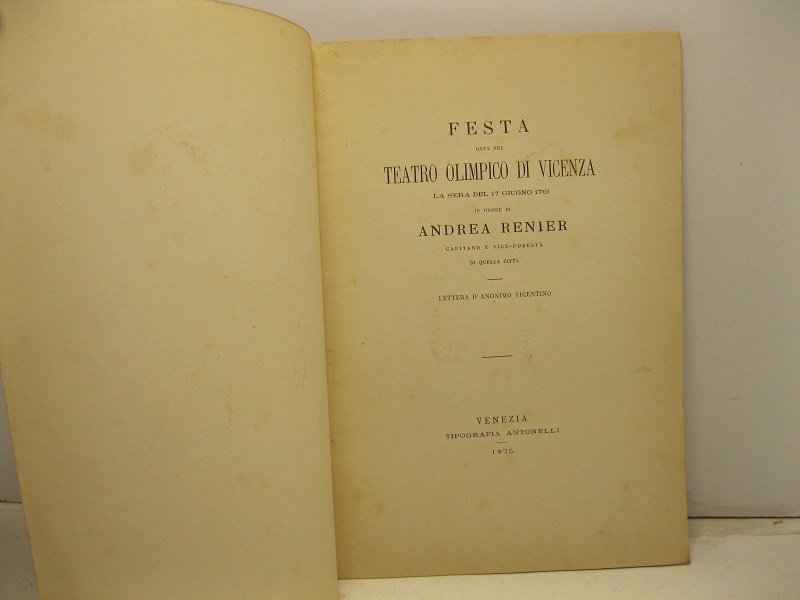 FESTA
DATA NEL
TEATRO OLIMPICO DI VICENZA
LA SERA DEL 17 GIUGNO 1761
IN ONORE DI
ANDREA RENIER
CAPITANO E VICE-PODESTÀ
DI QUELLA CITTÀ
LETTERA D'ANONIMO VICENTINO
VENEZIA
TIPOGRAFIA ANTONELLI
1875.